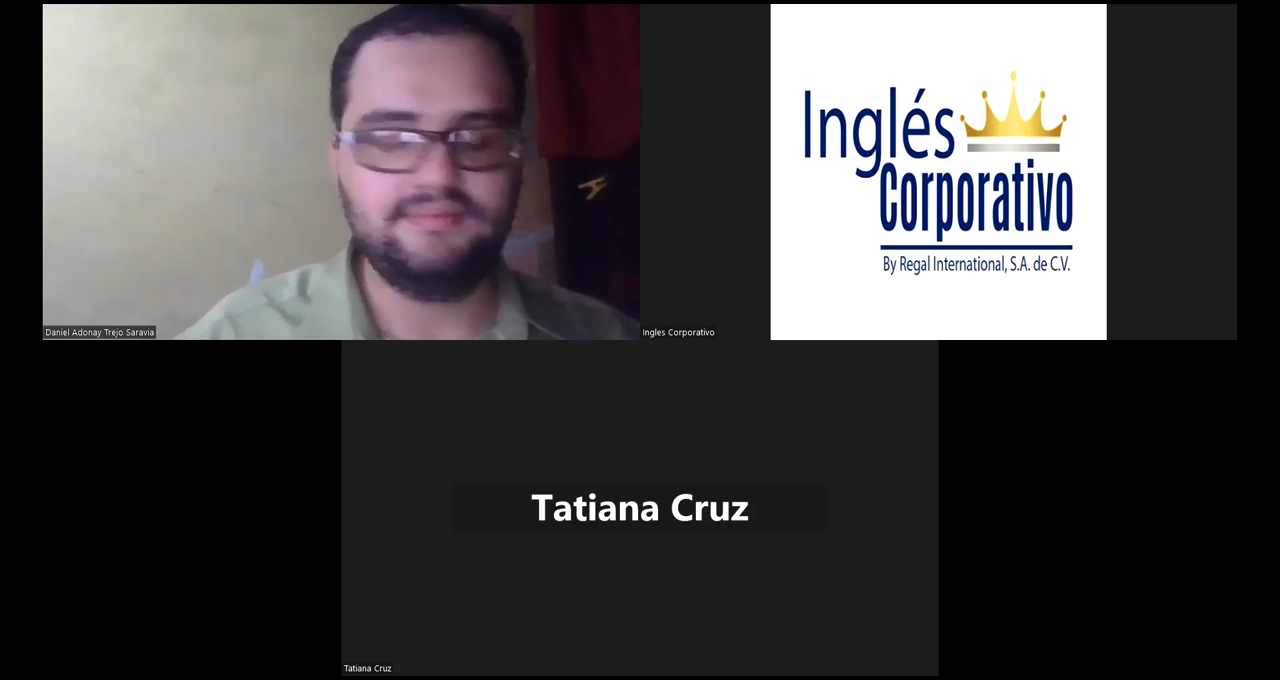 Inglés
Corporativo
By Regal International, S.A. de C.V.
Daniel Adonay Trejo Saravia
Ingles Corporativo
Tatiana Cruz
Tatiana Cruz